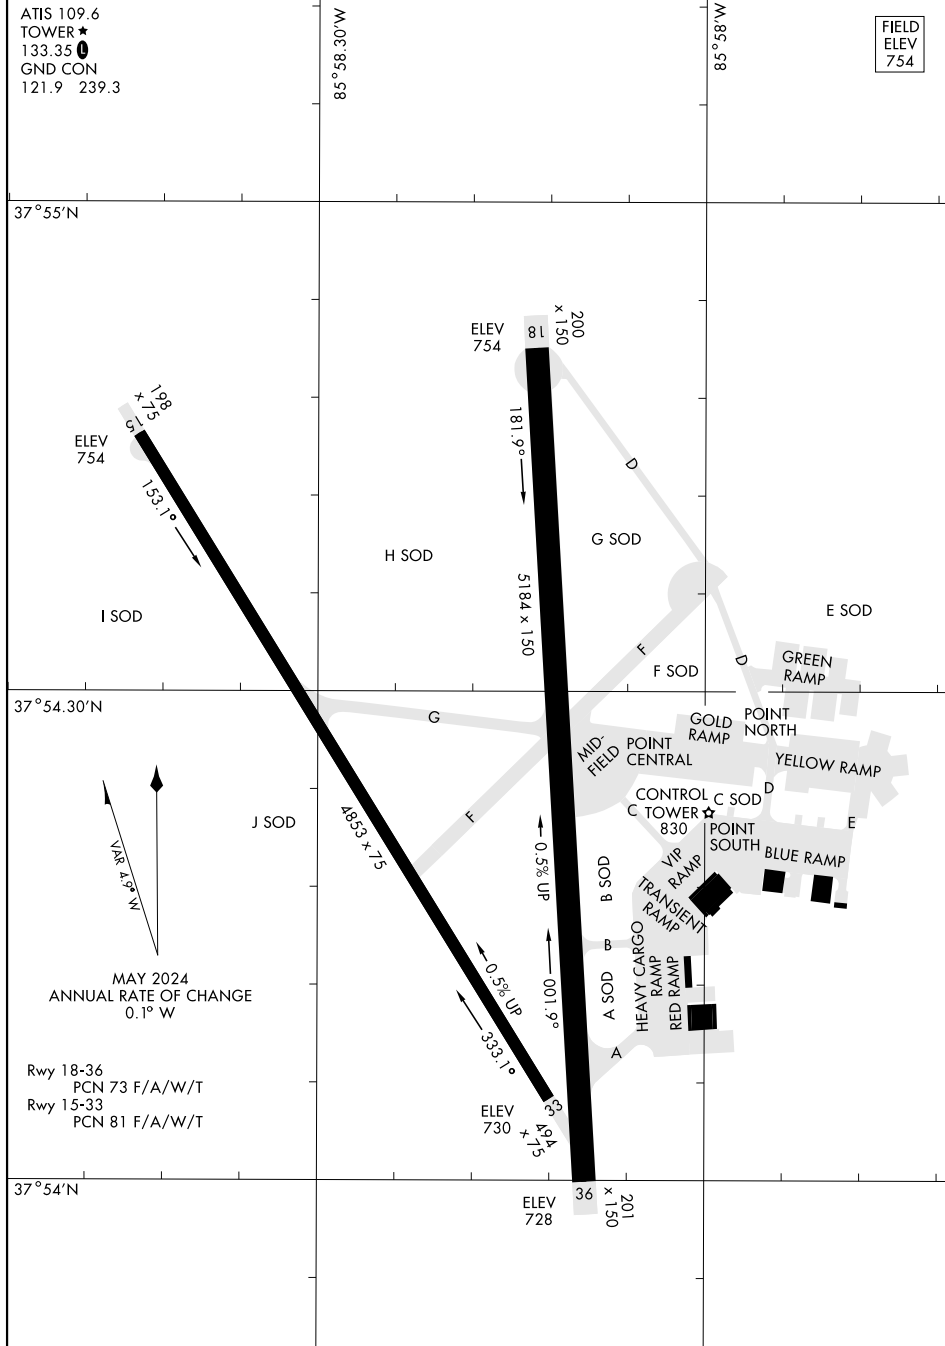 ATIS 109.6
TOWER ★
133.35 L
GND CON
121.9 239.3
85°58.30'W
85°58'W
FIELD
ELEV
754
37°55'N
ELEV
754
18
200
x 150
198
x 75
15
ELEV
754
181.9°
D
153.1°
G SOD
H SOD
5184 x 150
I SOD
E SOD
F
D
GREEN
RAMP
F SOD
37°54.30'N
G
GOLD
RAMP
POINT
NORTH
MID-
FIELD
POINT
CENTRAL
YELLOW RAMP
D
CONTROL
TOWER
830
C
C SOD
E
F
J SOD
4853 x 75
POINT
SOUTH
BLUE RAMP
VAR 4.9° W
0.5% UP
VIP
RAMP
B SOD
TRANSIENT
RAMP
B
MAY 2024
ANNUAL RATE OF CHANGE
0.1° W
0.5% UP
001.9°
A SOD
HEAVY CARGO
RAMP
RED RAMP
333.1°
A
Rwy 18-36
PCN 73 F/A/W/T
Rwy 15-33
PCN 81 F/A/W/T
33
ELEV
730
494
x 75
37°54'N
36
201
x 150
ELEV
728